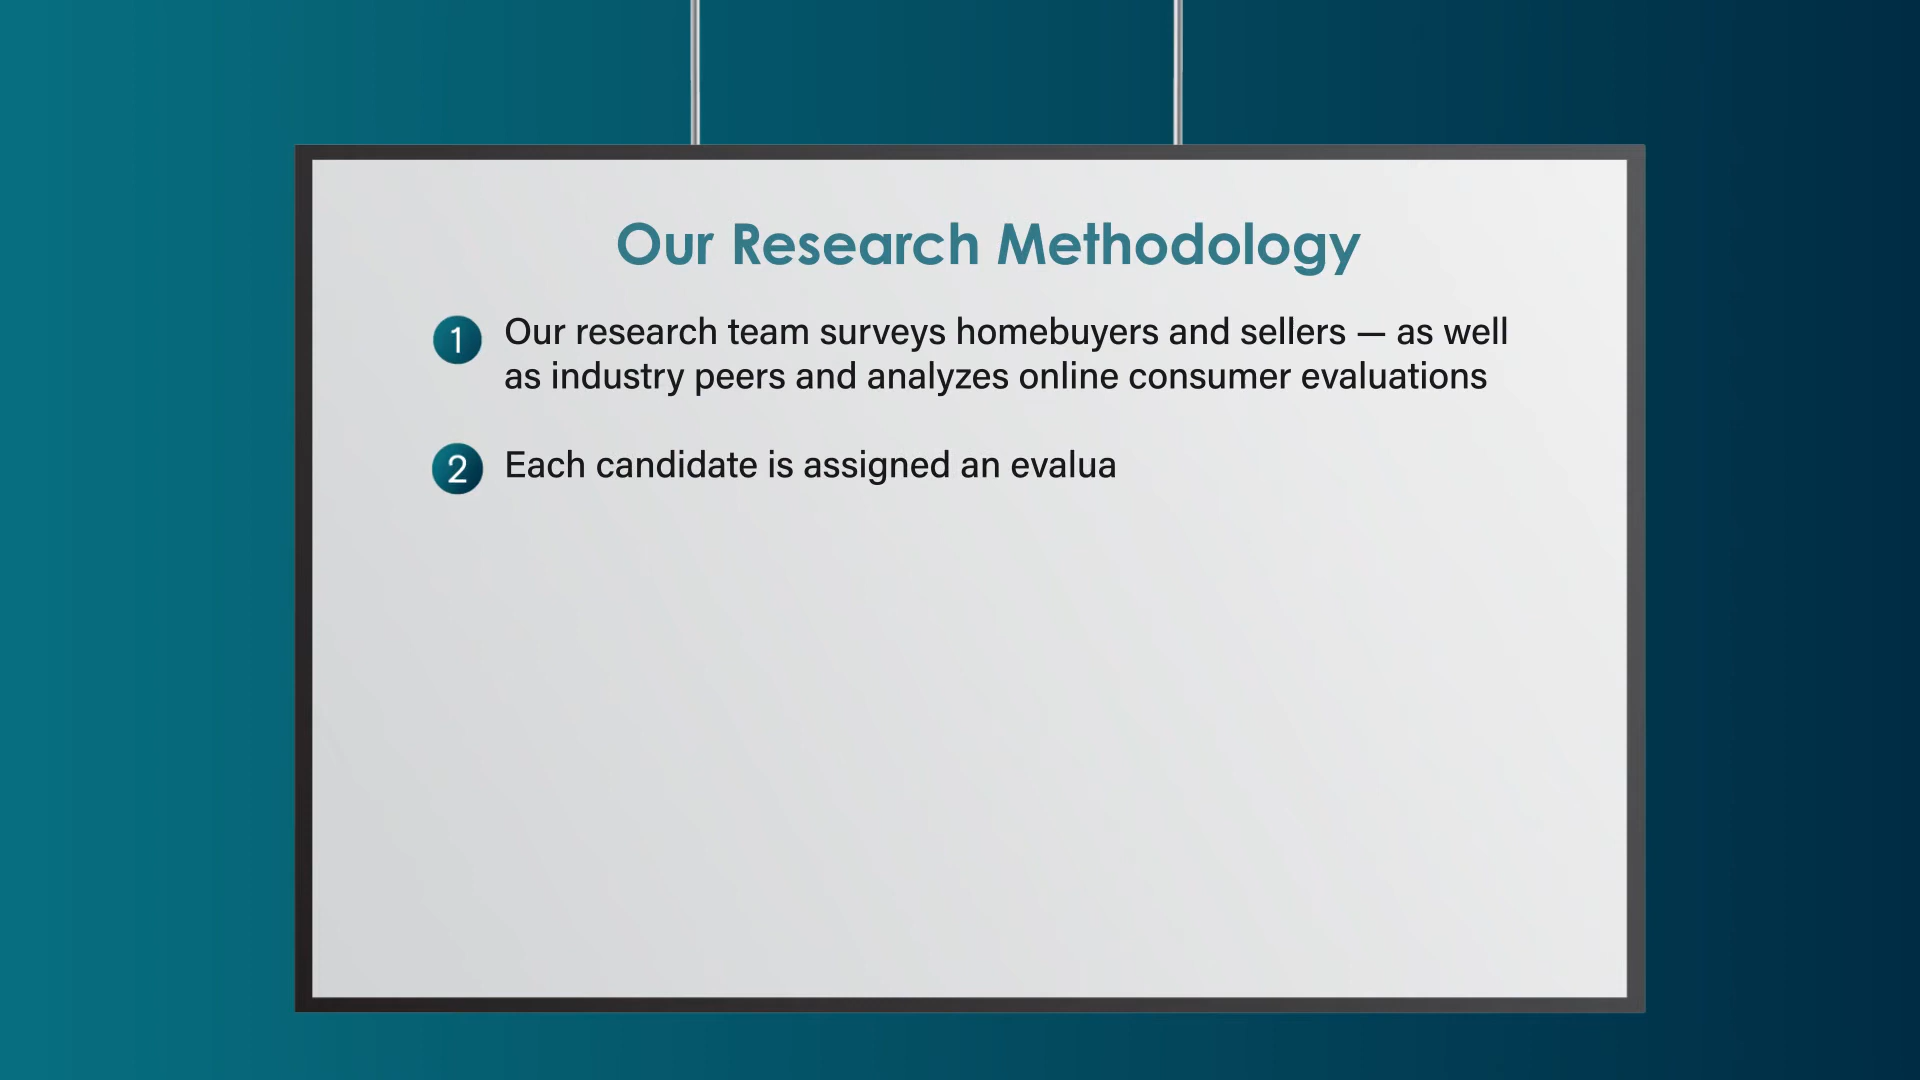 Our Research Methodology
1 Our research team surveys homebuyers and sellers — as well
as industry peers and analyzes online consumer evaluations
2 Each candidate is assigned an evalua